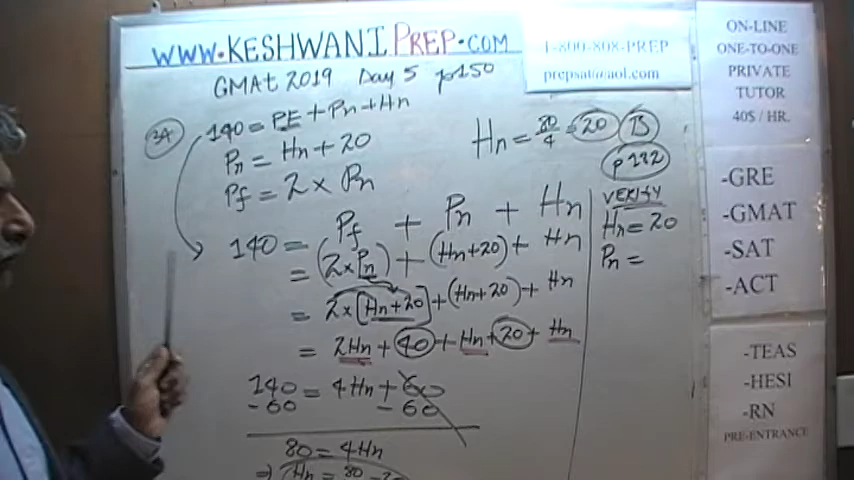 WWW.KESHWANIPREP.COM
1-800-808-PREP
prepsat@aol.com
GMAT 2019 Day 5 p150
34
140 = PE + Pn + Hn
Pn = Hn + 20
Pf = 2 × Pn
Hn = 80/4 = 20 B
p182
140 = Pf + Pn + Hn
= (2 × Pn) + (Hn+20) + Hn
= 2 × [Hn + 20] + (Hn+20) + Hn
= 2Hn + 40 + Hn + 20 + Hn
140 = 4Hn + 60
-60 -60
80 = 4Hn
⇒ Hn = 80
VERIFY
Hn = 20
Pn =
ON-LINE
ONE-TO-ONE
PRIVATE
TUTOR
40$ / HR.
-GRE
-GMAT
-SAT
-ACT
-TEAS
-HESI
-RN
PRE-ENTRANCE